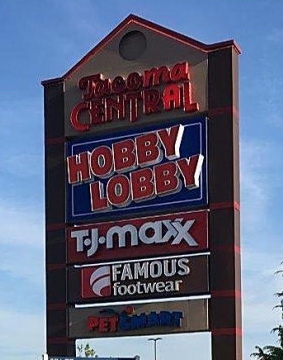 Tacoma
CENTRAL
HOBBY
LOBBY
T•J•maxx
FAMOUS
footwear
PETSMART